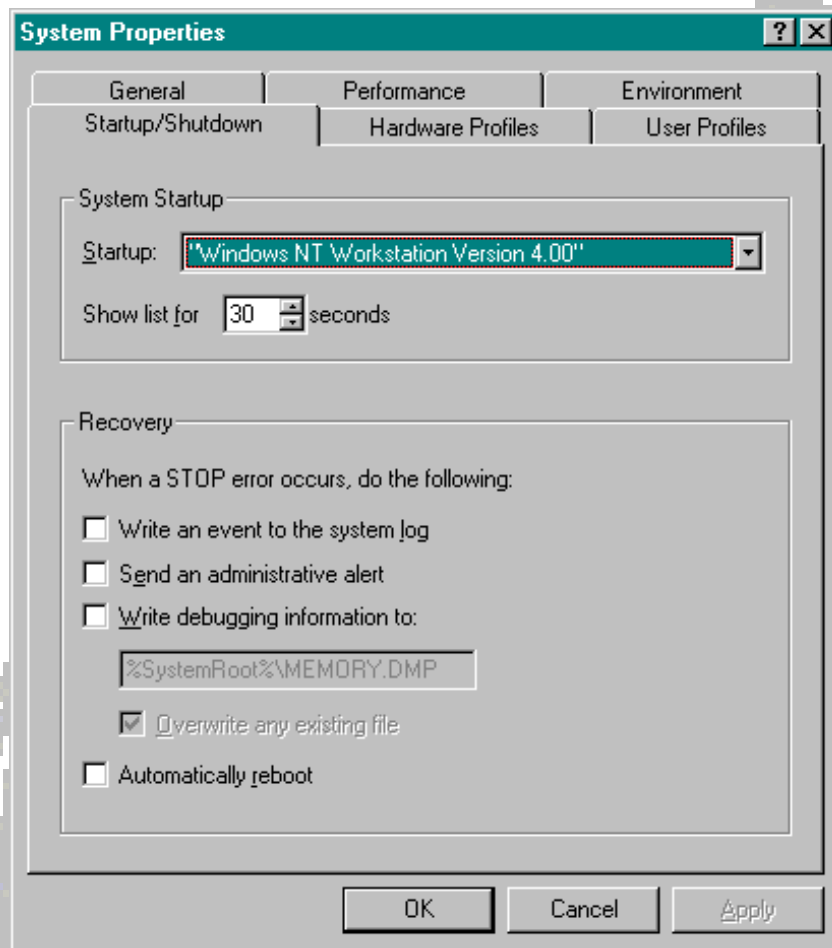 System Properties
General Performance Environment
Startup/Shutdown Hardware Profiles User Profiles
System Startup
Startup: "Windows NT Workstation Version 4.00"
Show list for 30 seconds
Recovery
When a STOP error occurs, do the following:
Write an event to the system log
Send an administrative alert
Write debugging information to:
%SystemRoot%\MEMORY.DMP
Overwrite any existing file
Automatically reboot
OK Cancel Apply